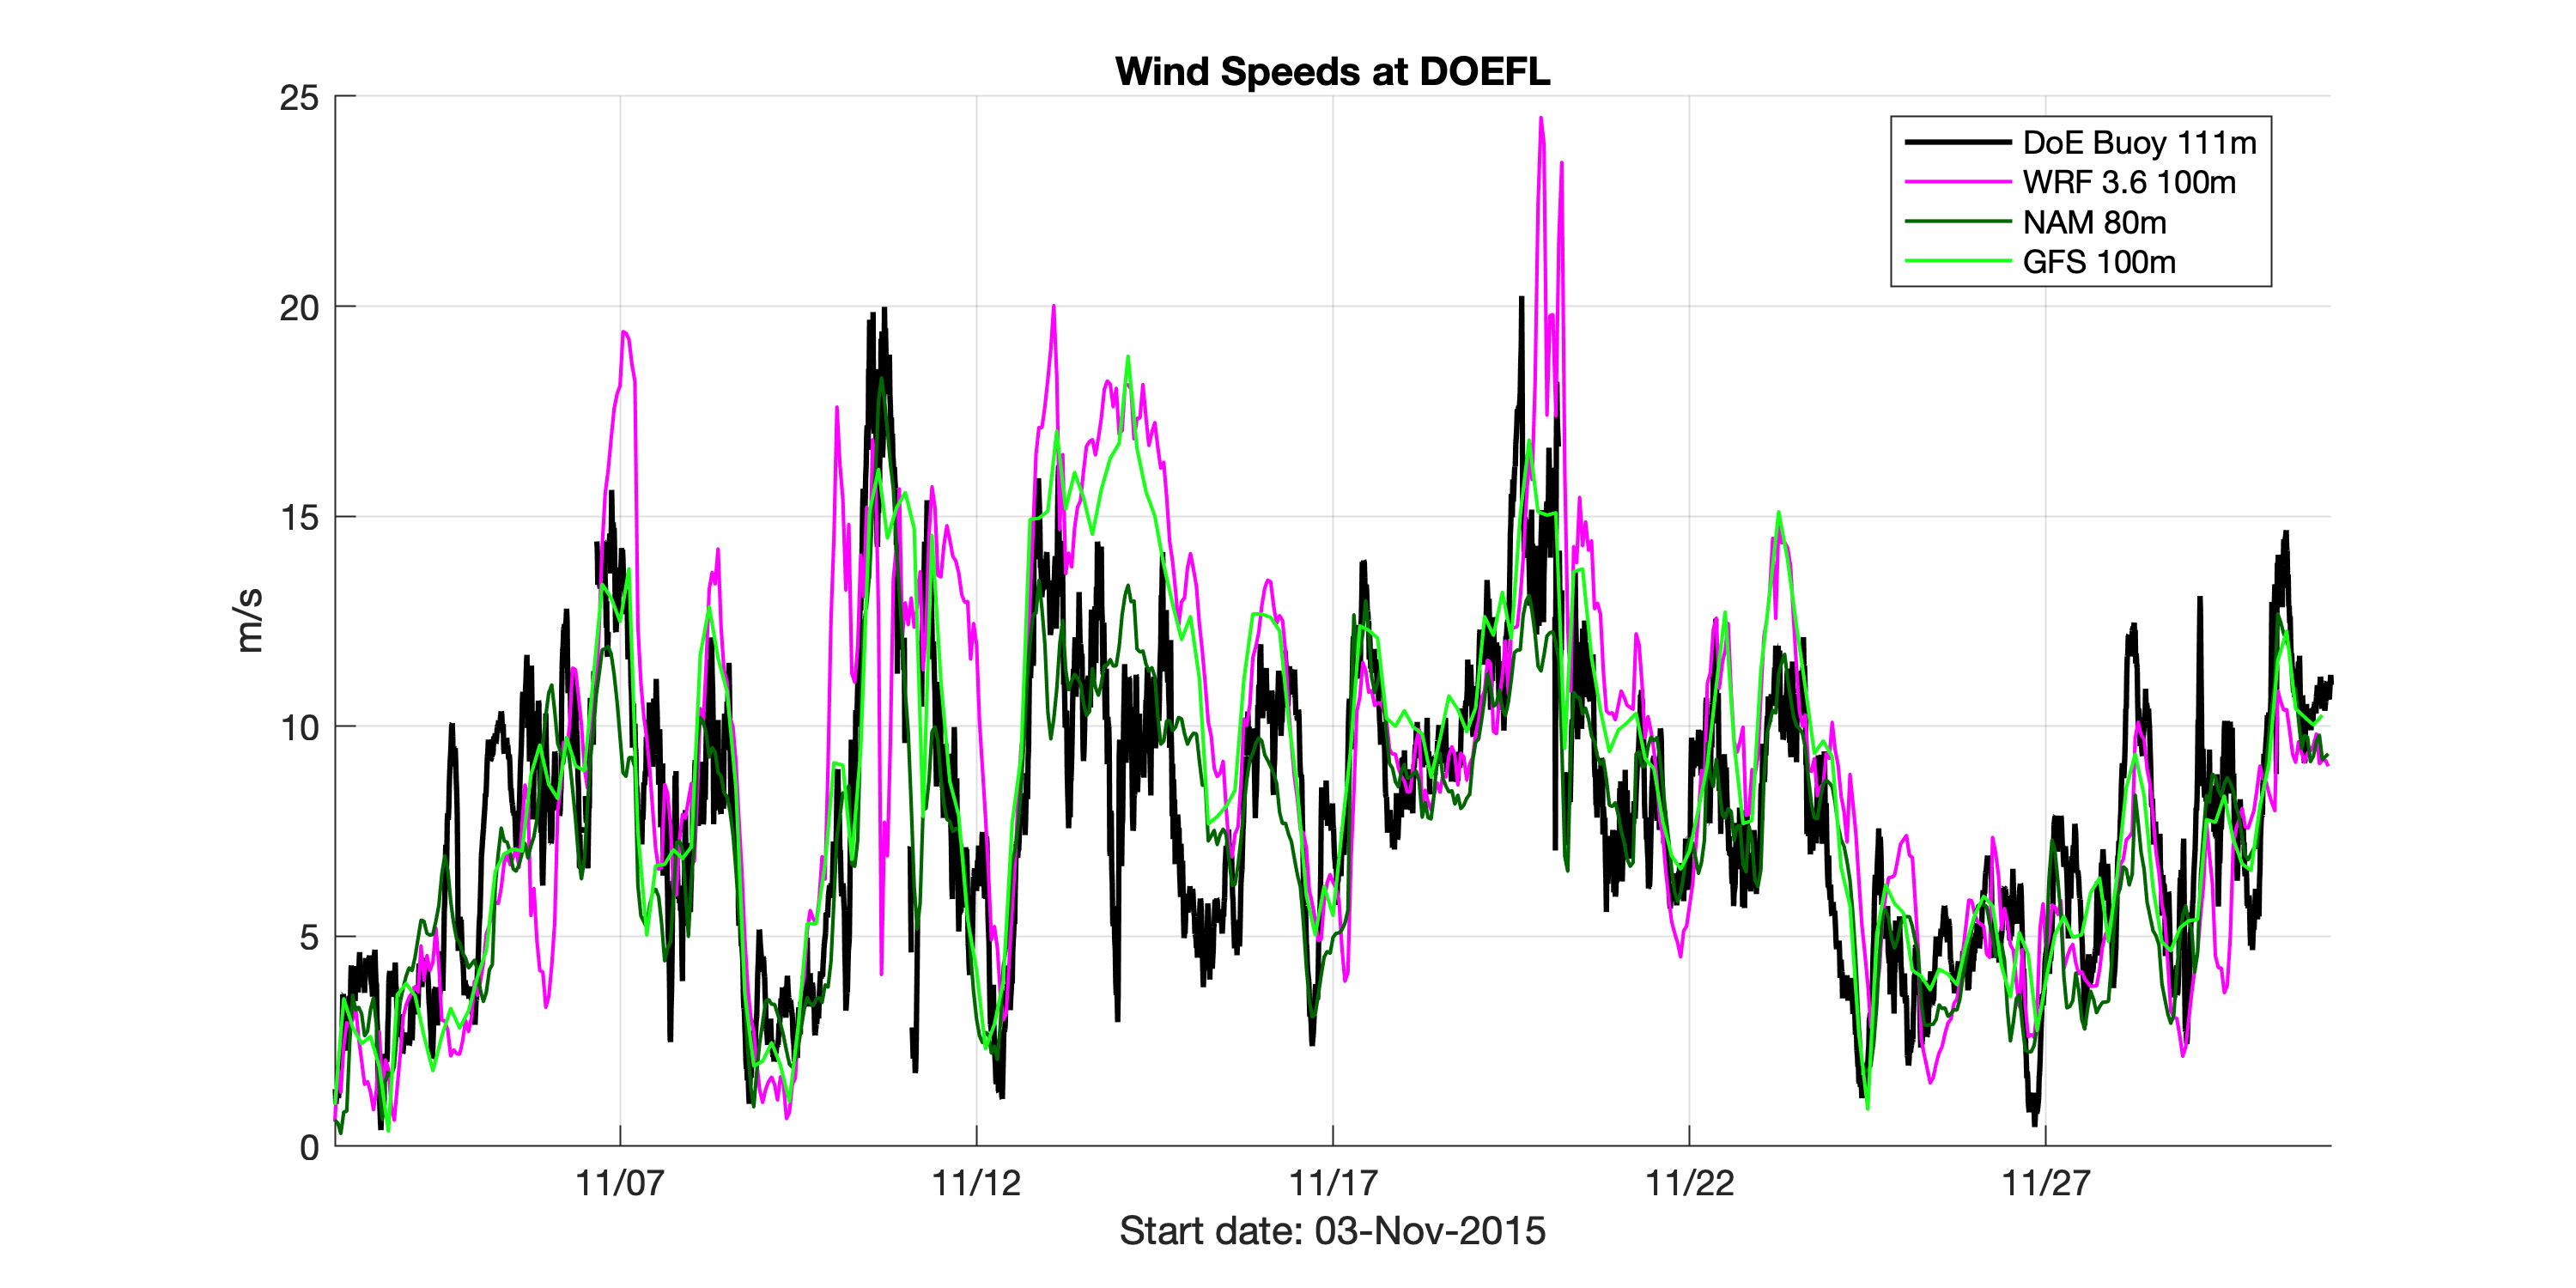 Wind Speeds at DOEFL
25
20
15
10
5
0
m/s
DoE Buoy 111m
WRF 3.6 100m
NAM 80m
GFS 100m
11/07
11/12
11/17
11/22
11/27
Start date: 03-Nov-2015